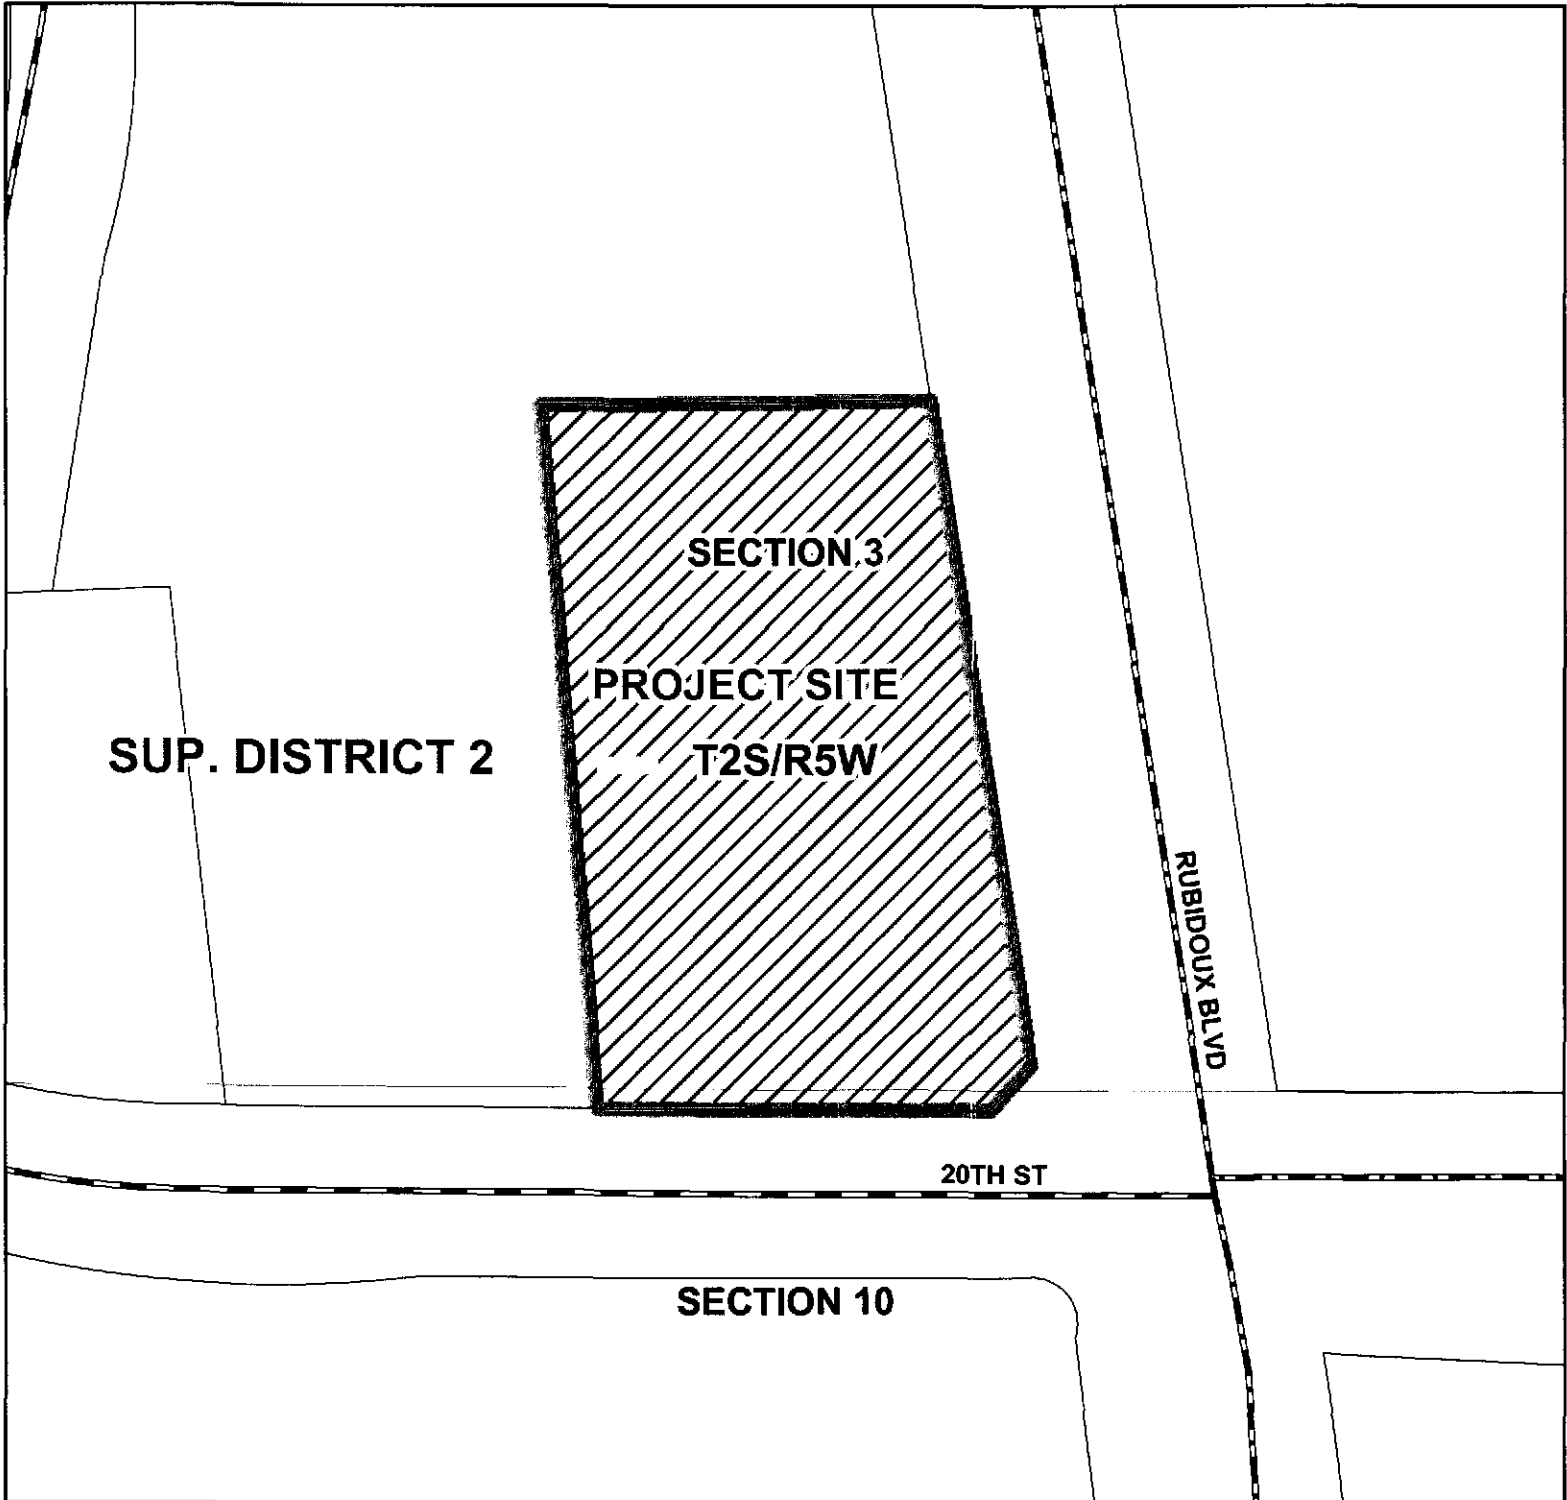 SECTION 3
PROJECT SITE
SUP. DISTRICT 2
T2S/R5W
RUBIDOUX BLVD
20TH ST
SECTION 10